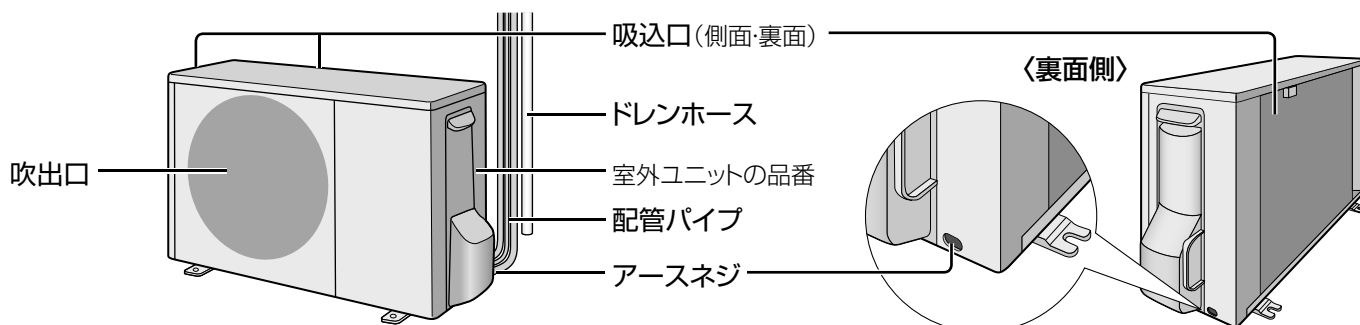 吸込口(側面・裏面)
〈裏面側〉
ドレンホース
吹出口
室外ユニットの品番
配管パイプ
アースネジ